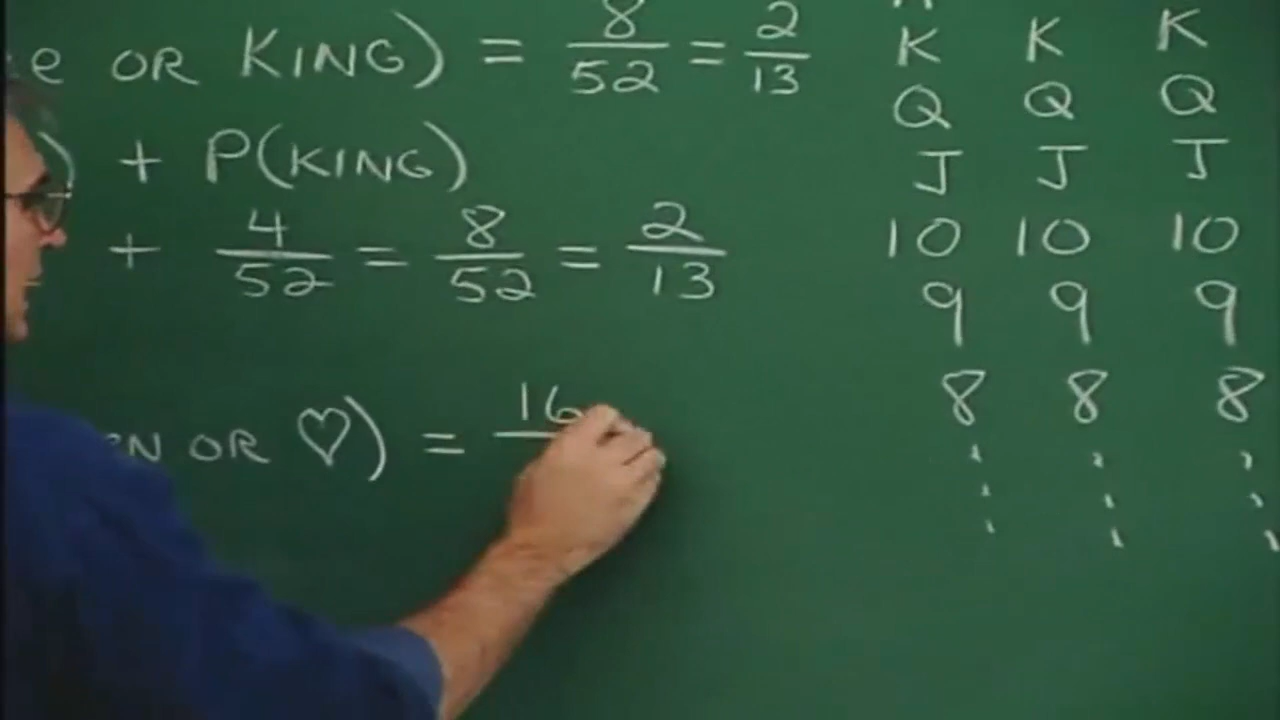 e OR KING) = 8/52 = 2/13
) + P(KING)
+ 4/52 = 8/52 = 2/13
EN OR ♡) = 16
K K K
Q Q Q
J J J
10 10 10
9 9 9
8 8 8